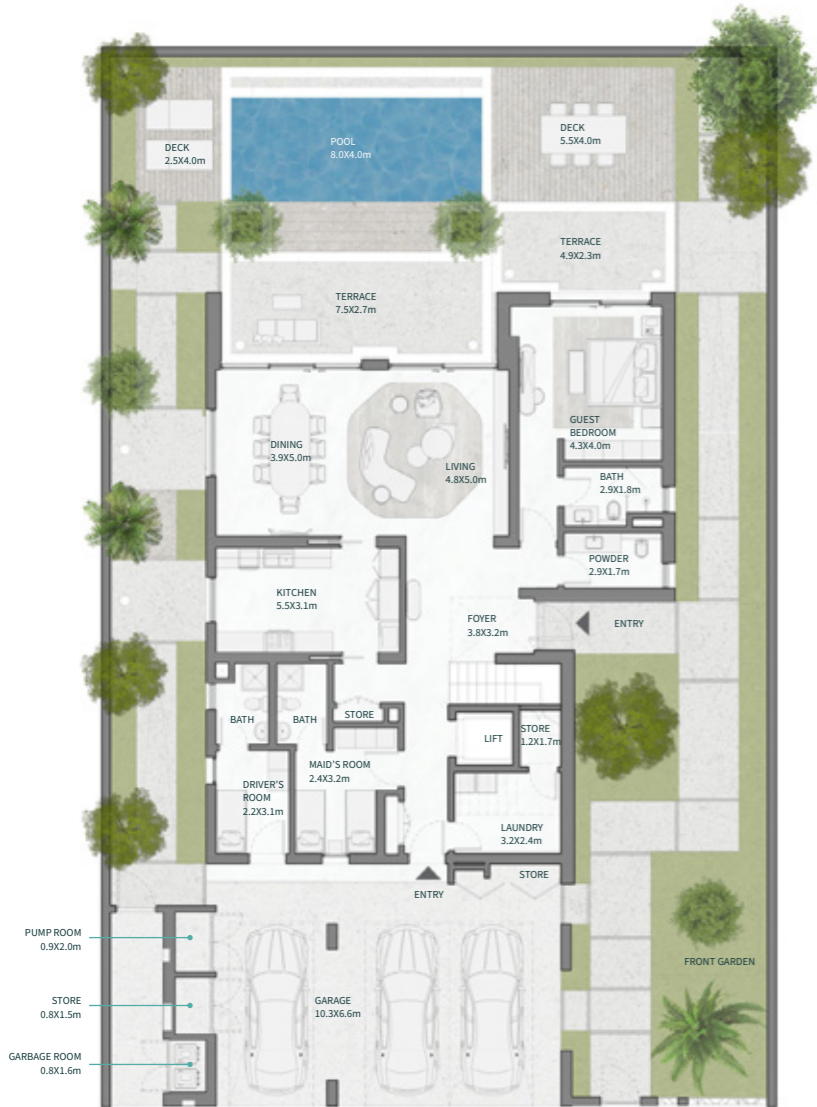 DECK
2.5X4.0m
POOL
8.0X4.0m
DECK
5.5X4.0m
TERRACE
4.9X2.3m
TERRACE
7.5X2.7m
GUEST
BEDROOM
4.3X4.0m
DINING
3.9X5.0m
LIVING
4.8X5.0m
BATH
2.9X1.8m
POWDER
2.9X1.7m
KITCHEN
5.5X3.1m
FOYER
3.8X3.2m
ENTRY
BATH
BATH
STORE
LIFT
STORE
1.2X1.7m
MAID'S ROOM
2.4X3.2m
DRIVER'S
ROOM
2.2X3.1m
LAUNDRY
3.2X2.4m
ENTRY
STORE
PUMP ROOM
0.9X2.0m
STORE
0.8X1.5m
GARBAGE ROOM
0.8X1.6m
GARAGE
10.3X6.6m
FRONT GARDEN